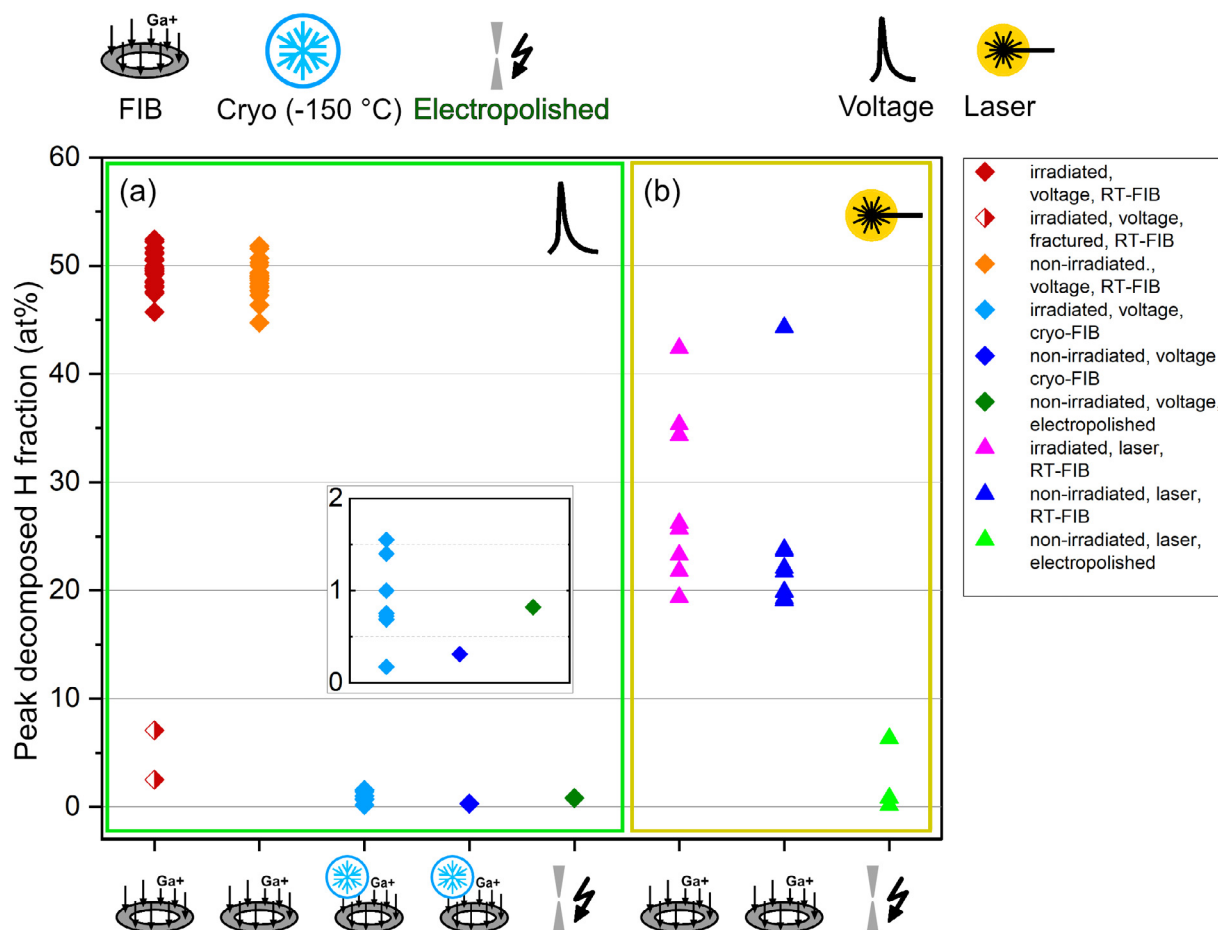 Ga+
FIB
Cryo (-150 °C)
Electropolished
Voltage
Laser
Peak decomposed H fraction (at%)
60
50
40
30
20
10
0
(a)
2
1
0
(b)
irradiated,
voltage, RT-FIB
irradiated, voltage,
fractured, RT-FIB
non-irradiated.,
voltage, RT-FIB
irradiated, voltage,
cryo-FIB
non-irradiated, voltage
cryo-FIB
non-irradiated, voltage,
electropolished
irradiated, laser,
RT-FIB
non-irradiated, laser,
RT-FIB
non-irradiated, laser,
electropolished
Ga+
Ga+
Ga+
Ga+
Ga+
Ga+